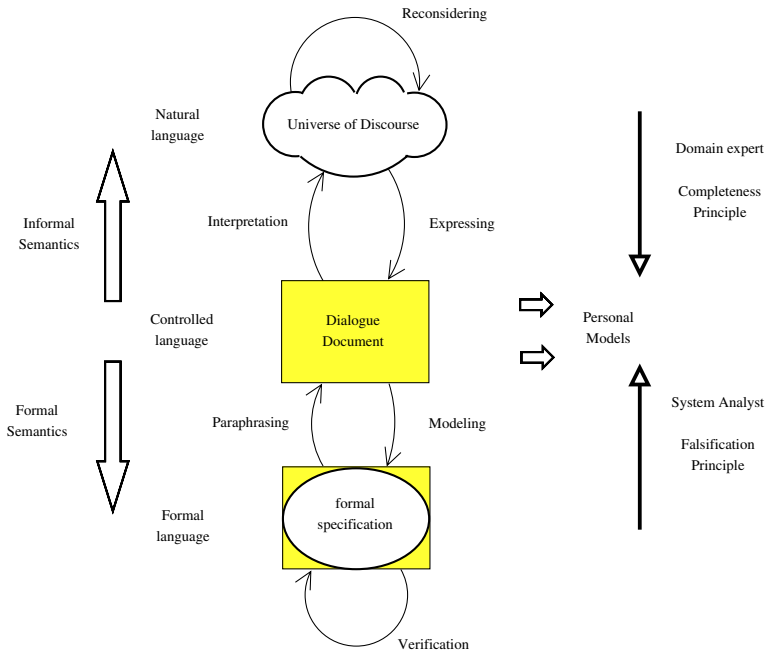 Reconsidering
Natural
language
Universe of Discourse
Domain expert
Completeness
Principle
Informal
Semantics
Interpretation
Expressing
Controlled
language
Dialogue
Document
Personal
Models
Formal
Semantics
Paraphrasing
Modeling
System Analyst
Falsification
Principle
Formal
language
formal
specification
Verification